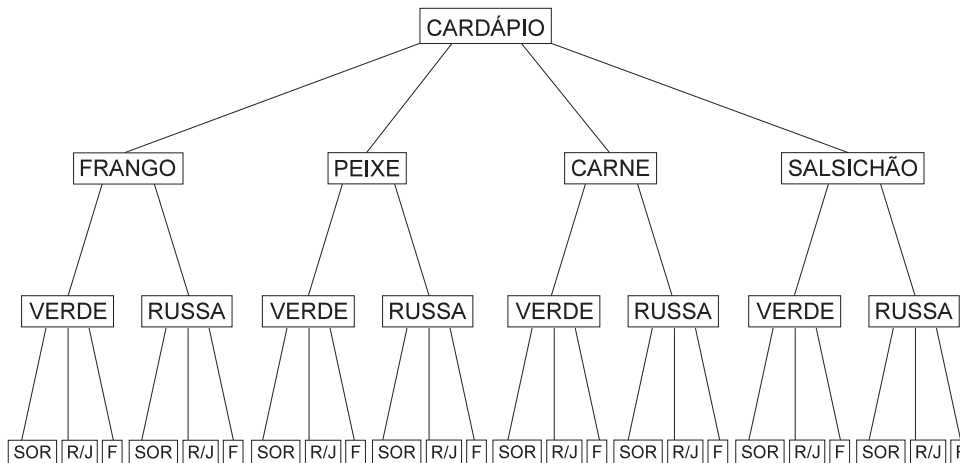 CARDÁPIO
FRANGO PEIXE CARNE SALSICHÃO
VERDE RUSSA VERDE RUSSA VERDE RUSSA VERDE RUSSA
SOR R/J F SOR R/J F SOR R/J F SOR R/J F SOR R/J F SOR R/J F SOR R/J F SOR R/J F